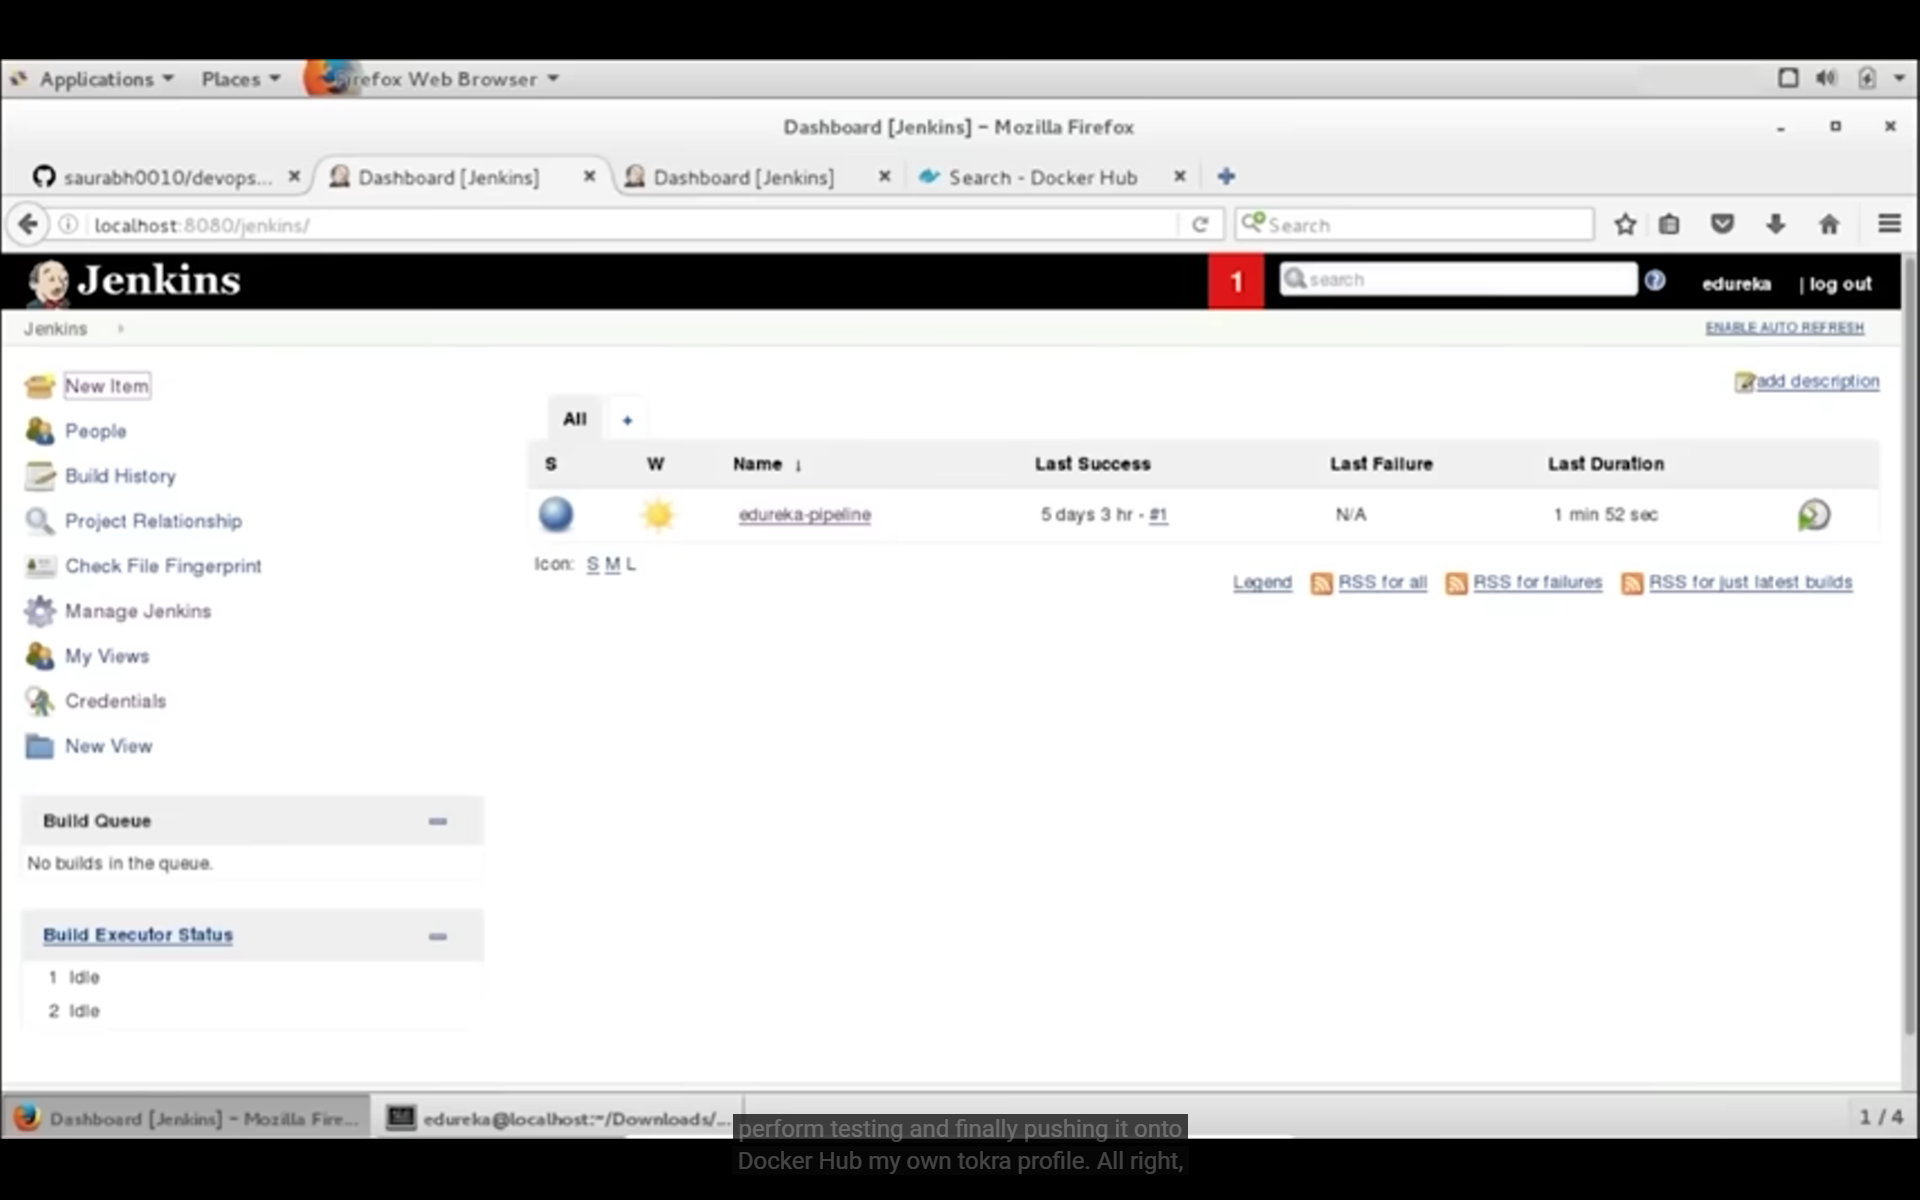 Applications Places Firefox Web Browser
Dashboard [Jenkins] - Mozilla Firefox
saurabh0010/devops... Dashboard [Jenkins] Dashboard [Jenkins] Search - Docker Hub
localhost:8080/jenkins/ Search
Jenkins 1 search edureka | log out
Jenkins ENABLE AUTO REFRESH
New Item
People
Build History
Project Relationship
Check File Fingerprint
Manage Jenkins
My Views
Credentials
New View
Build Queue
No builds in the queue.
Build Executor Status
1 Idle
2 Idle
add description
All +
S W Name ↓ Last Success Last Failure Last Duration
edureka-pipeline 5 days 3 hr - #1 N/A 1 min 52 sec
Icon: S M L
Legend RSS for all RSS for failures RSS for just latest builds
Dashboard [Jenkins] - Mozilla Fire... edureka@localhost:~/Downloads/... 1 / 4
perform testing and finally pushing it onto
Docker Hub my own tokra profile. All right,